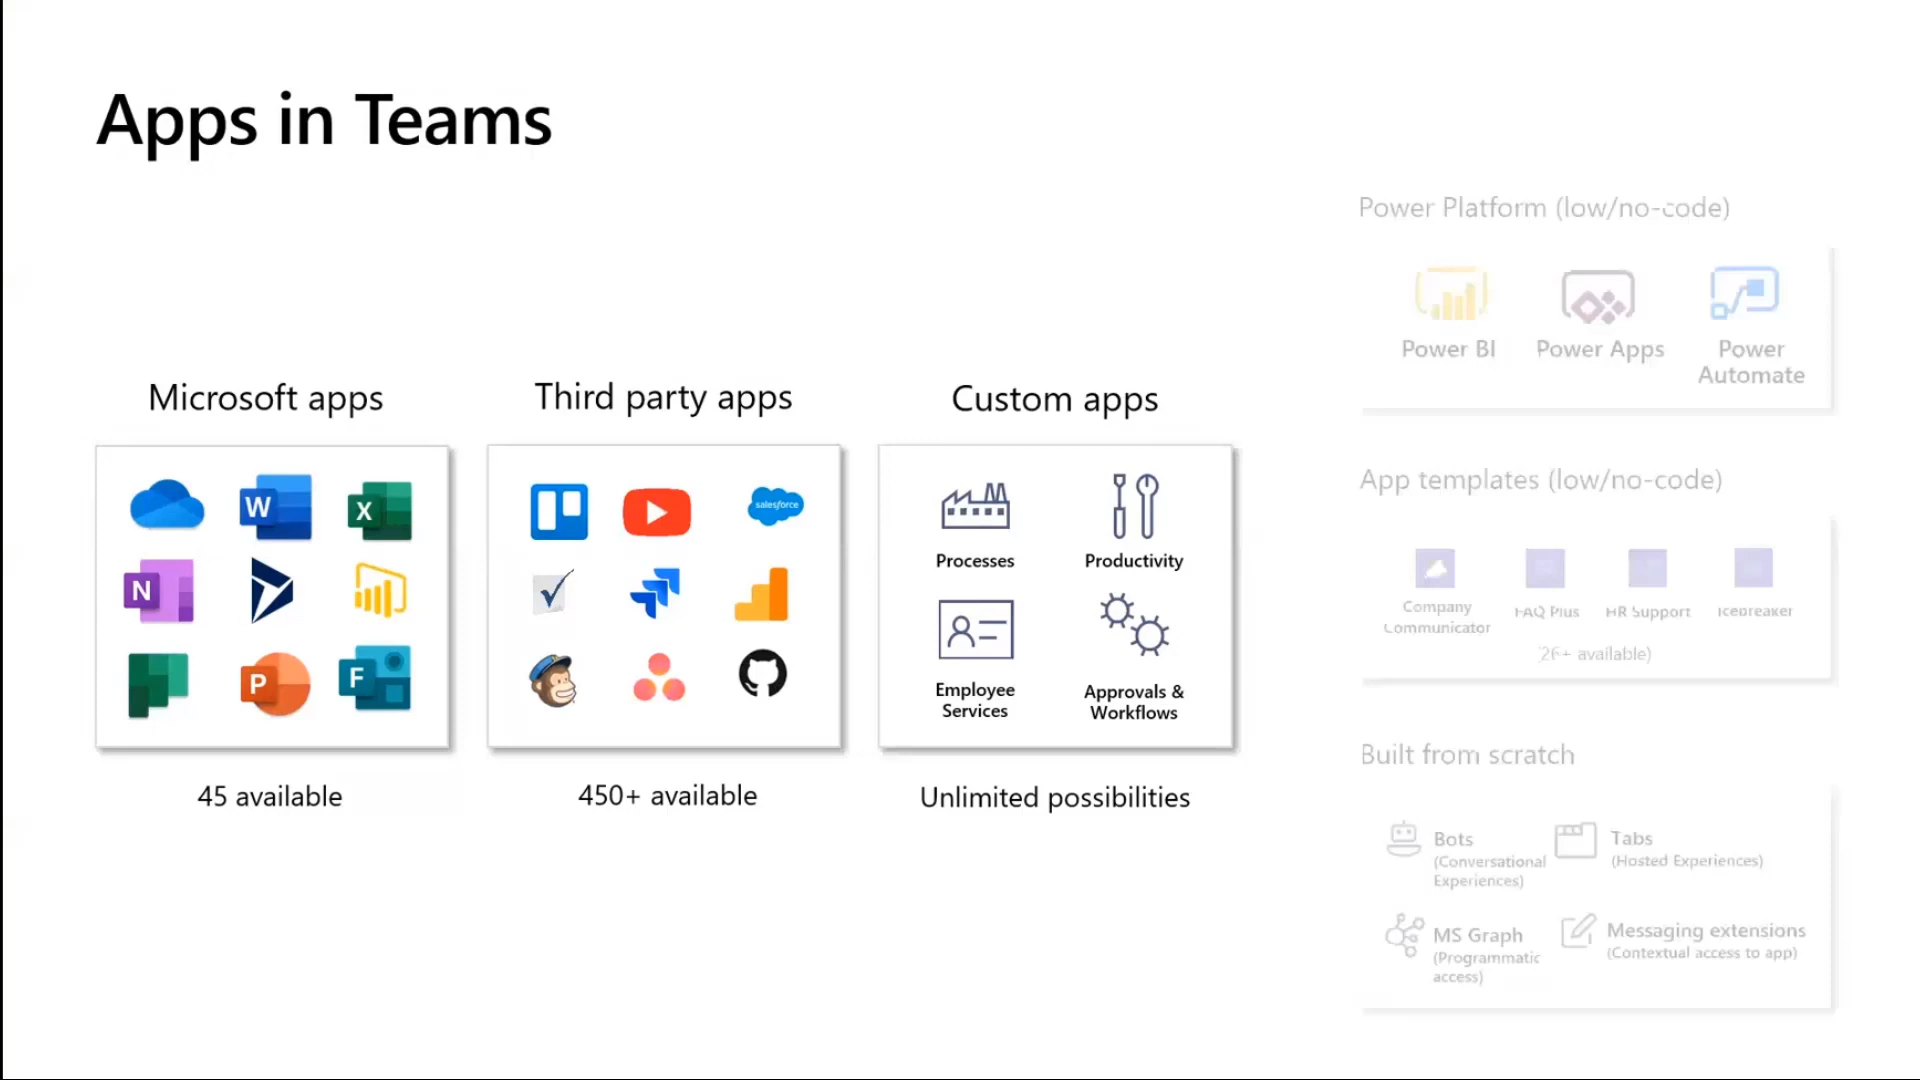 Apps in Teams
Microsoft apps
W
X
N
P
F
45 available
Third party apps
salesforce
450+ available
Custom apps
Processes
Productivity
Employee
Services
Approvals &
Workflows
Unlimited possibilities
Power Platform (low/no-code)
Power BI
Power Apps
Power
Automate
App templates (low/no-code)
Company
Communicator
FAQ Plus
HR Support
Icebreaker
(26+ available)
Built from scratch
Bots
(Conversational
Experiences)
Tabs
(Hosted Experiences)
MS Graph
(Programmatic
access)
Messaging extensions
(Contextual access to app)